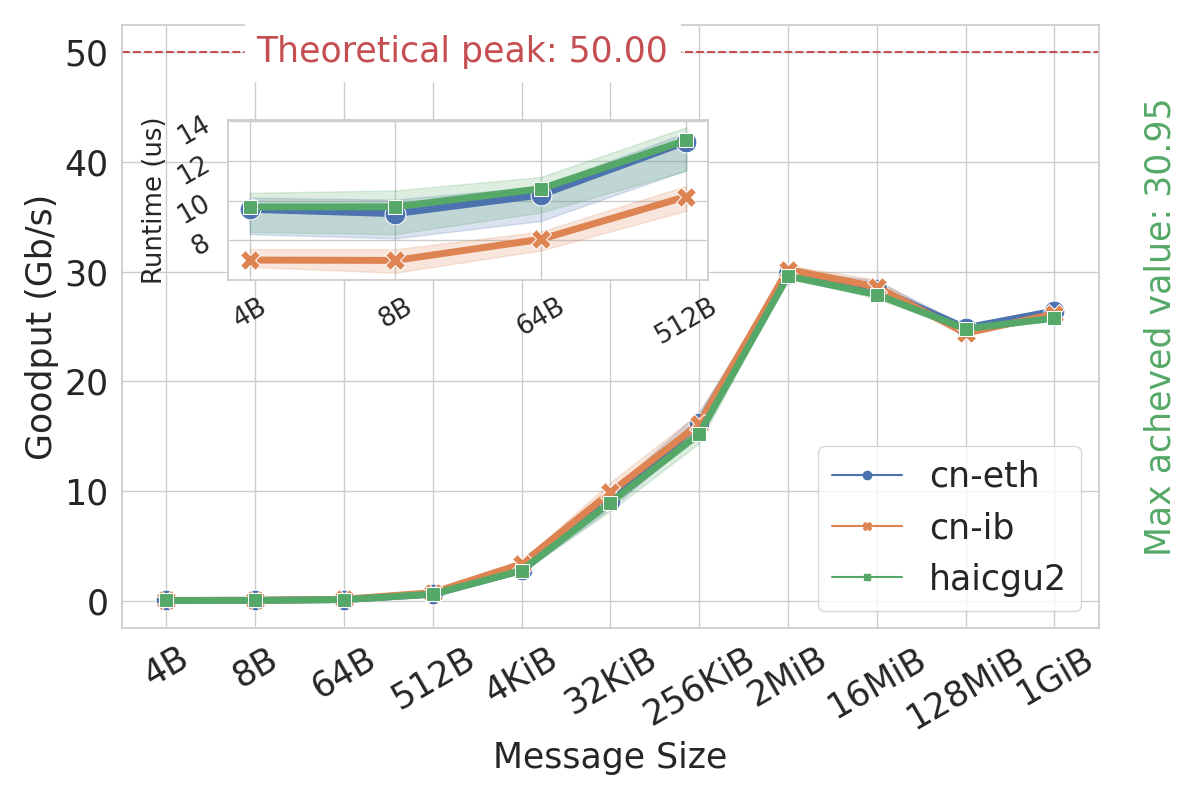 Theoretical peak: 50.00
Goodput (Gb/s)
50
40
30
20
10
0
Runtime (us)
14
12
10
8
4B
8B
64B
512B
cn-eth
cn-ib
haicgu2
4B
8B
64B
512B
4KiB
32KiB
256KiB
2MiB
16MiB
128MiB
1GiB
Message Size
Max acheved value: 30.95